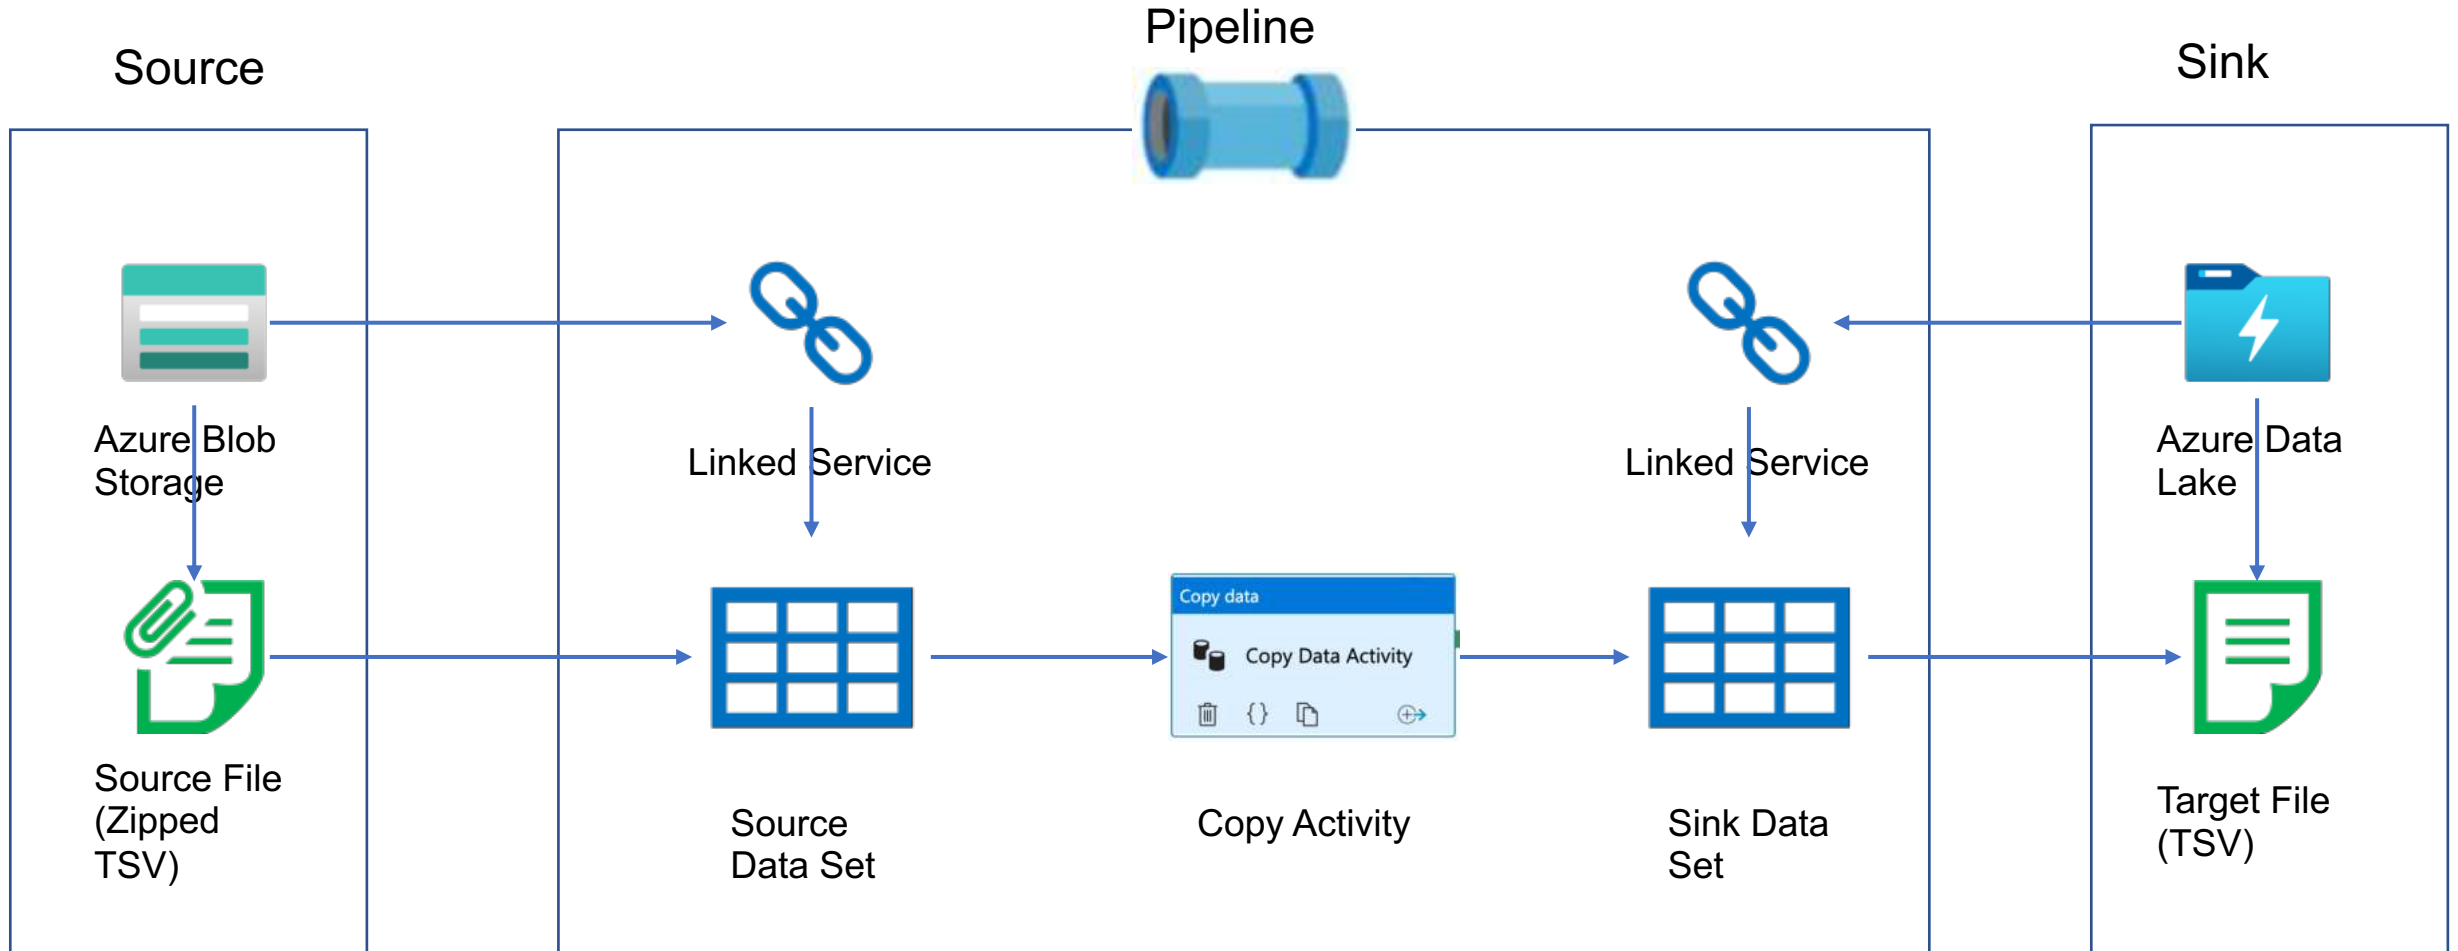 Pipeline
Source
Sink
Azure Blob
Storage
Linked Service
Linked Service
Azure Data
Lake
Copy data
Copy Data Activity
{}
Source File
(Zipped
TSV)
Source
Data Set
Copy Activity
Sink Data
Set
Target File
(TSV)